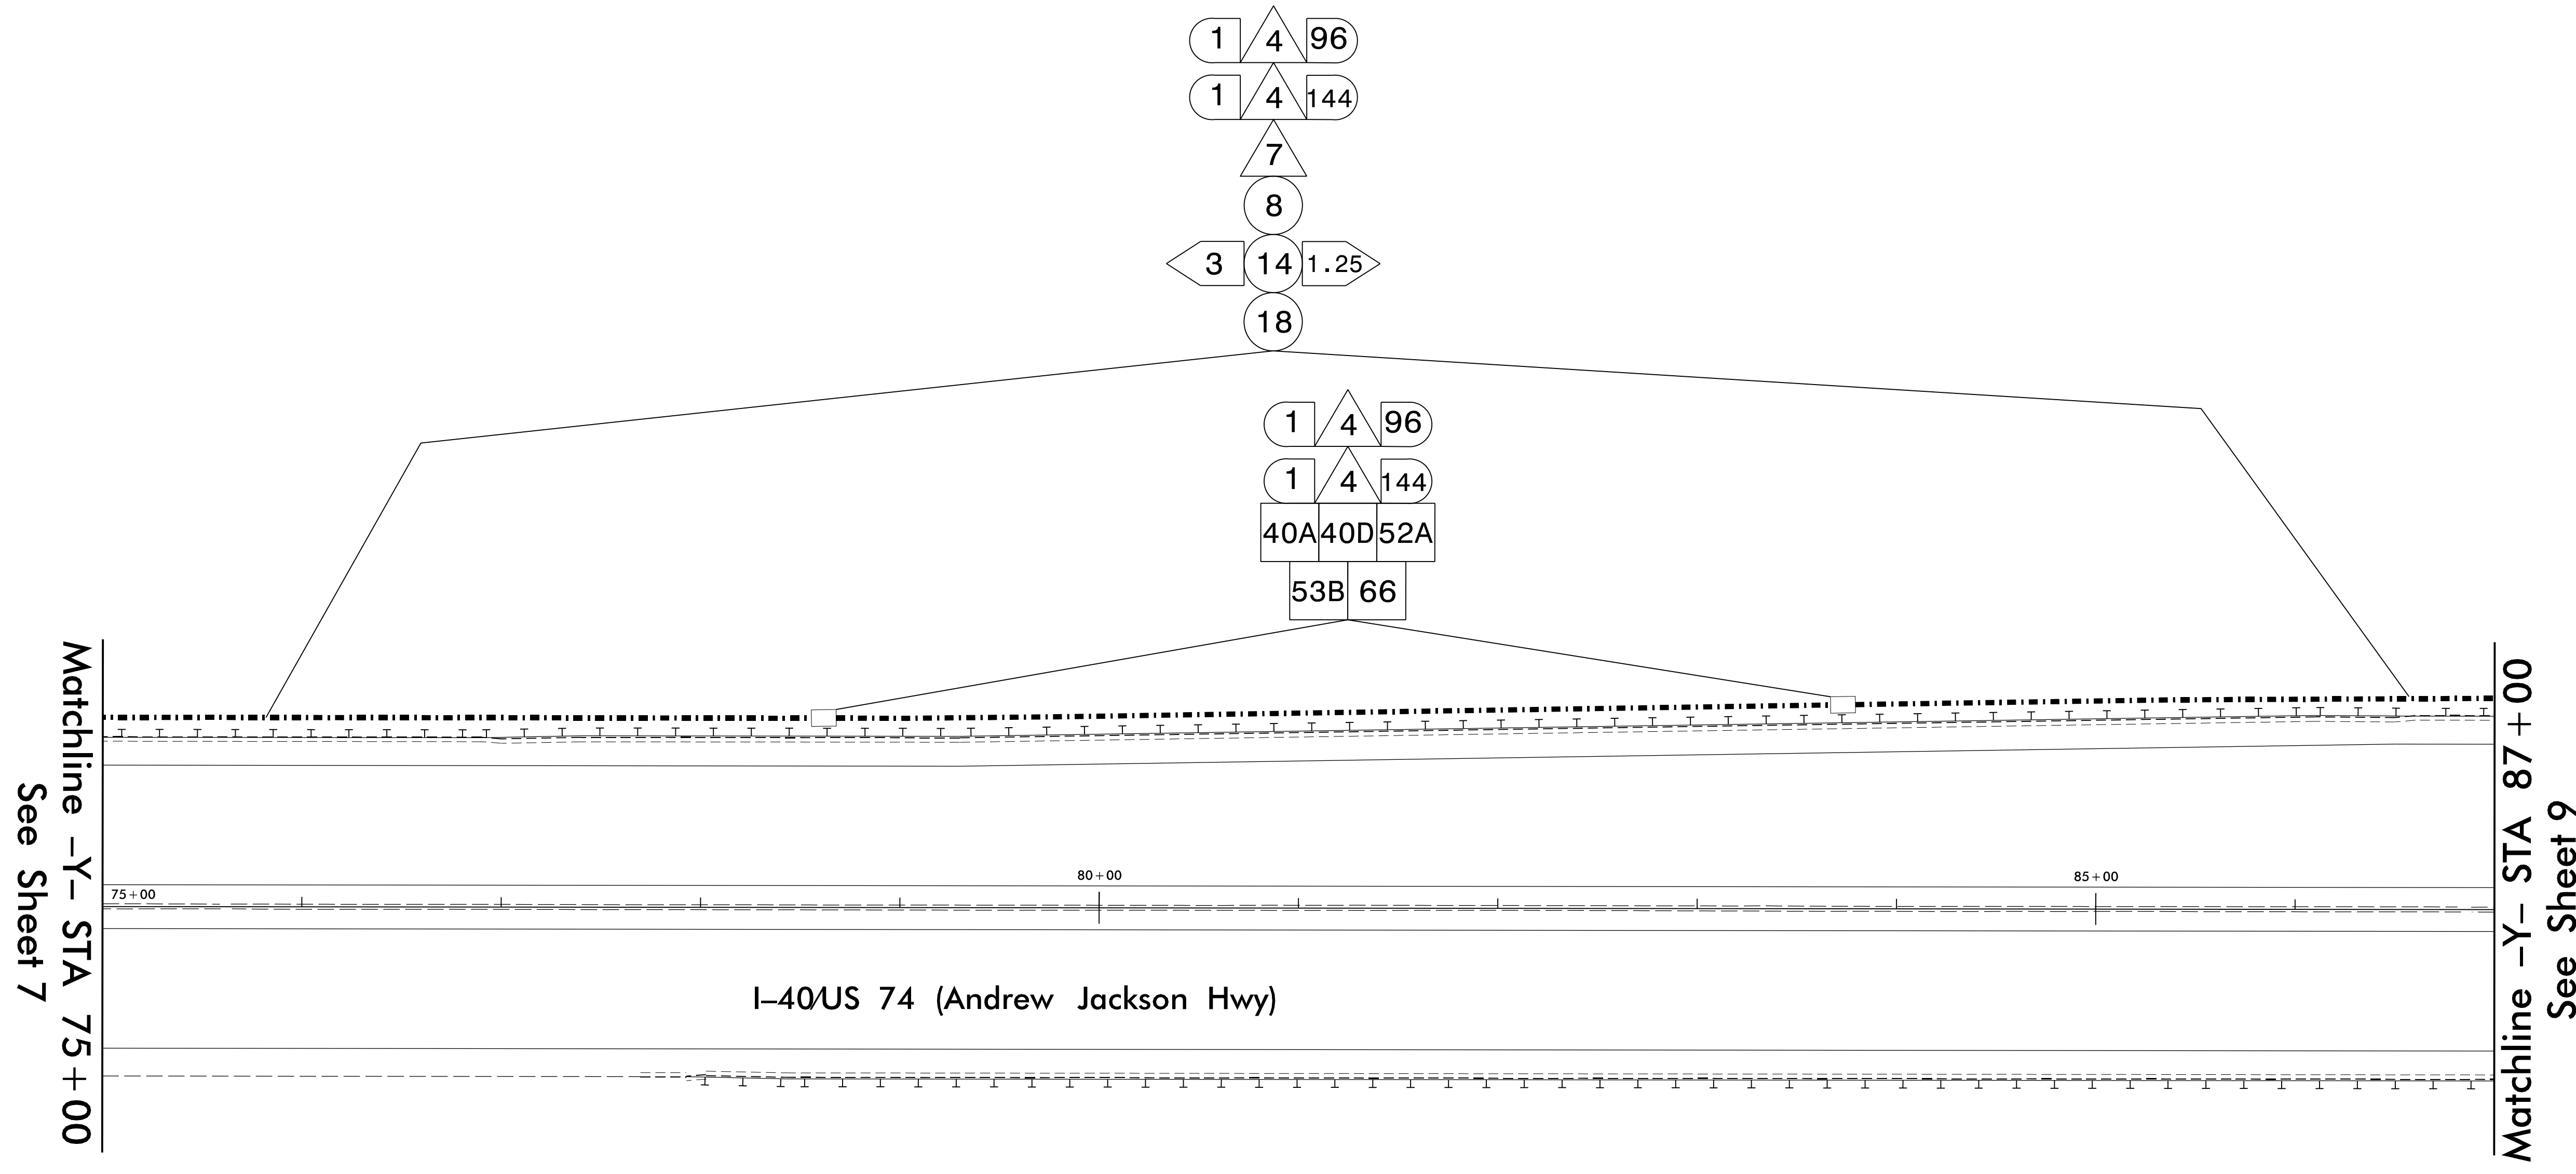 1 4 96
1 4 144
7
8
3 14 1.25
18
1 4 96
1 4 144
40A 40D 52A
53B 66
Matchline -Y- STA 75+00
See Sheet 7
75+00
80+00
85+00
I-40/US 74 (Andrew Jackson Hwy)
Matchline -Y- STA 87+00
See Sheet 9